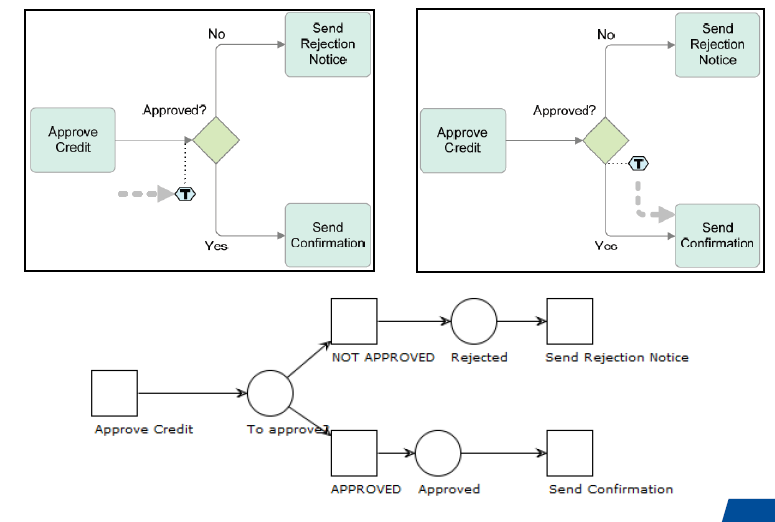 No
Send
Rejection
Notice
Approved?
Approve
Credit
T
Yes
Send
Confirmation
No
Send
Rejection
Notice
Approved?
Approve
Credit
T
Yes
Send
Confirmation
NOT APPROVED
Rejected
Send Rejection Notice
Approve Credit
To approve?
APPROVED
Approved
Send Confirmation